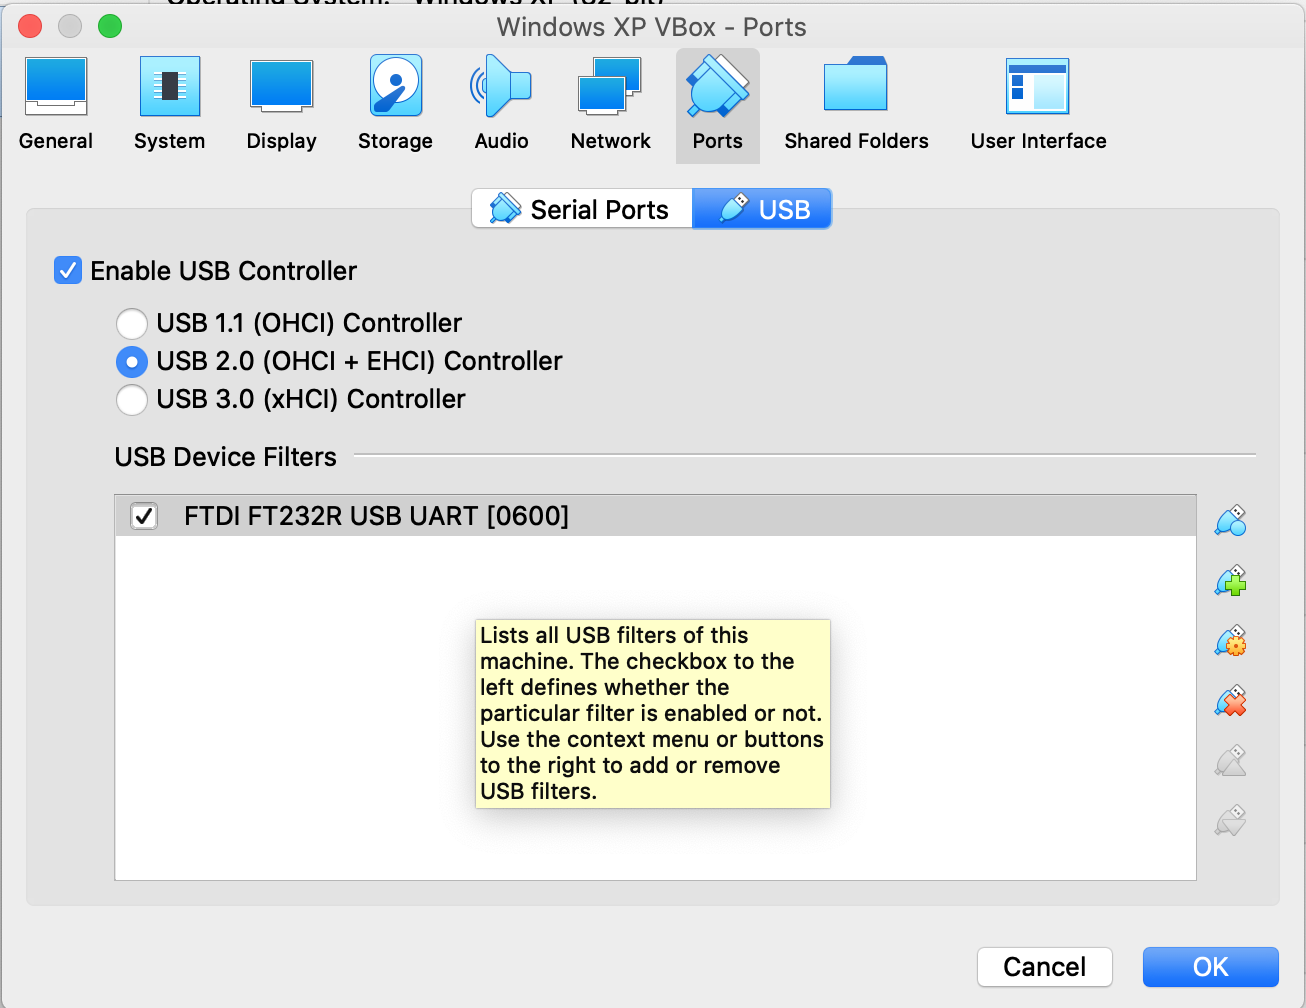 Windows XP VBox - Ports
General
System
Display
Storage
Audio
Network
Ports
Shared Folders
User Interface
Serial Ports
USB
Enable USB Controller
USB 1.1 (OHCI) Controller
USB 2.0 (OHCI + EHCI) Controller
USB 3.0 (xHCI) Controller
USB Device Filters
FTDI FT232R USB UART [0600]
Lists all USB filters of this
machine. The checkbox to the
left defines whether the
particular filter is enabled or not.
Use the context menu or buttons
to the right to add or remove
USB filters.
Cancel
OK